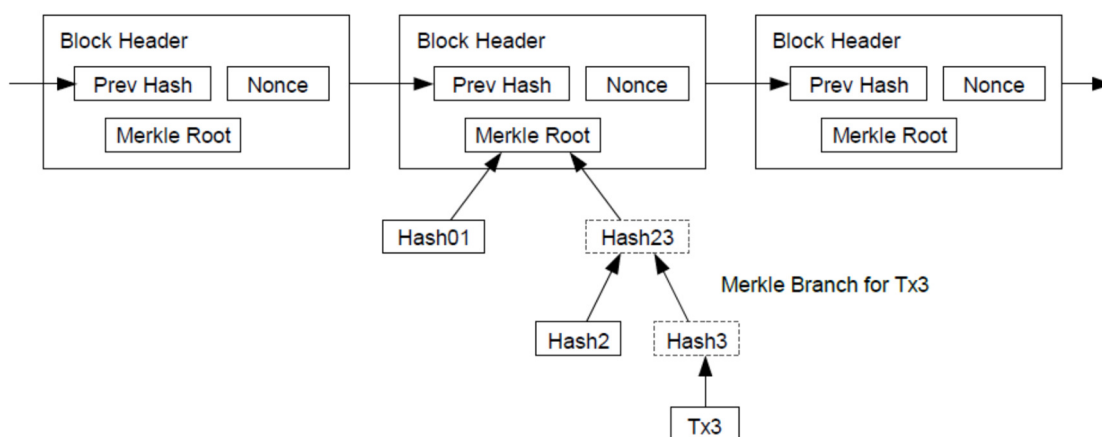 Block Header
Block Header
Block Header
Prev Hash
Nonce
Prev Hash
Nonce
Prev Hash
Nonce
Merkle Root
Merkle Root
Merkle Root
Hash01
Hash23
Merkle Branch for Tx3
Hash2
Hash3
Tx3